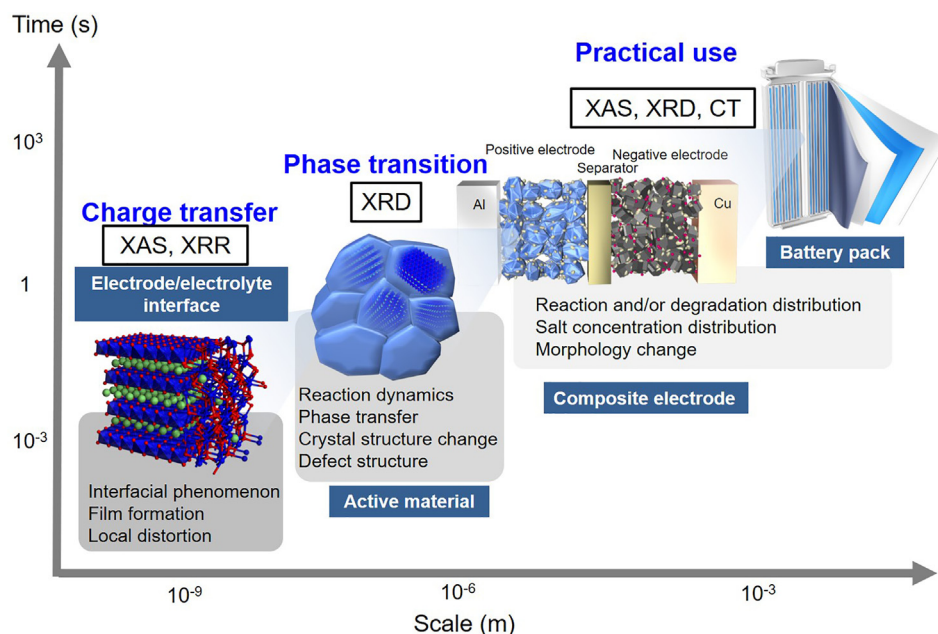 Time (s)
10³
1
10⁻³
Practical use
XAS, XRD, CT
Positive electrode
Negative electrode
Separator
Al
Cu
Battery pack
Phase transition
XRD
Charge transfer
XAS, XRR
Electrode/electrolyte
interface
Reaction and/or degradation distribution
Salt concentration distribution
Morphology change
Composite electrode
Reaction dynamics
Phase transfer
Crystal structure change
Defect structure
Active material
Interfacial phenomenon
Film formation
Local distortion
10⁻⁹
10⁻⁶
10⁻³
Scale (m)